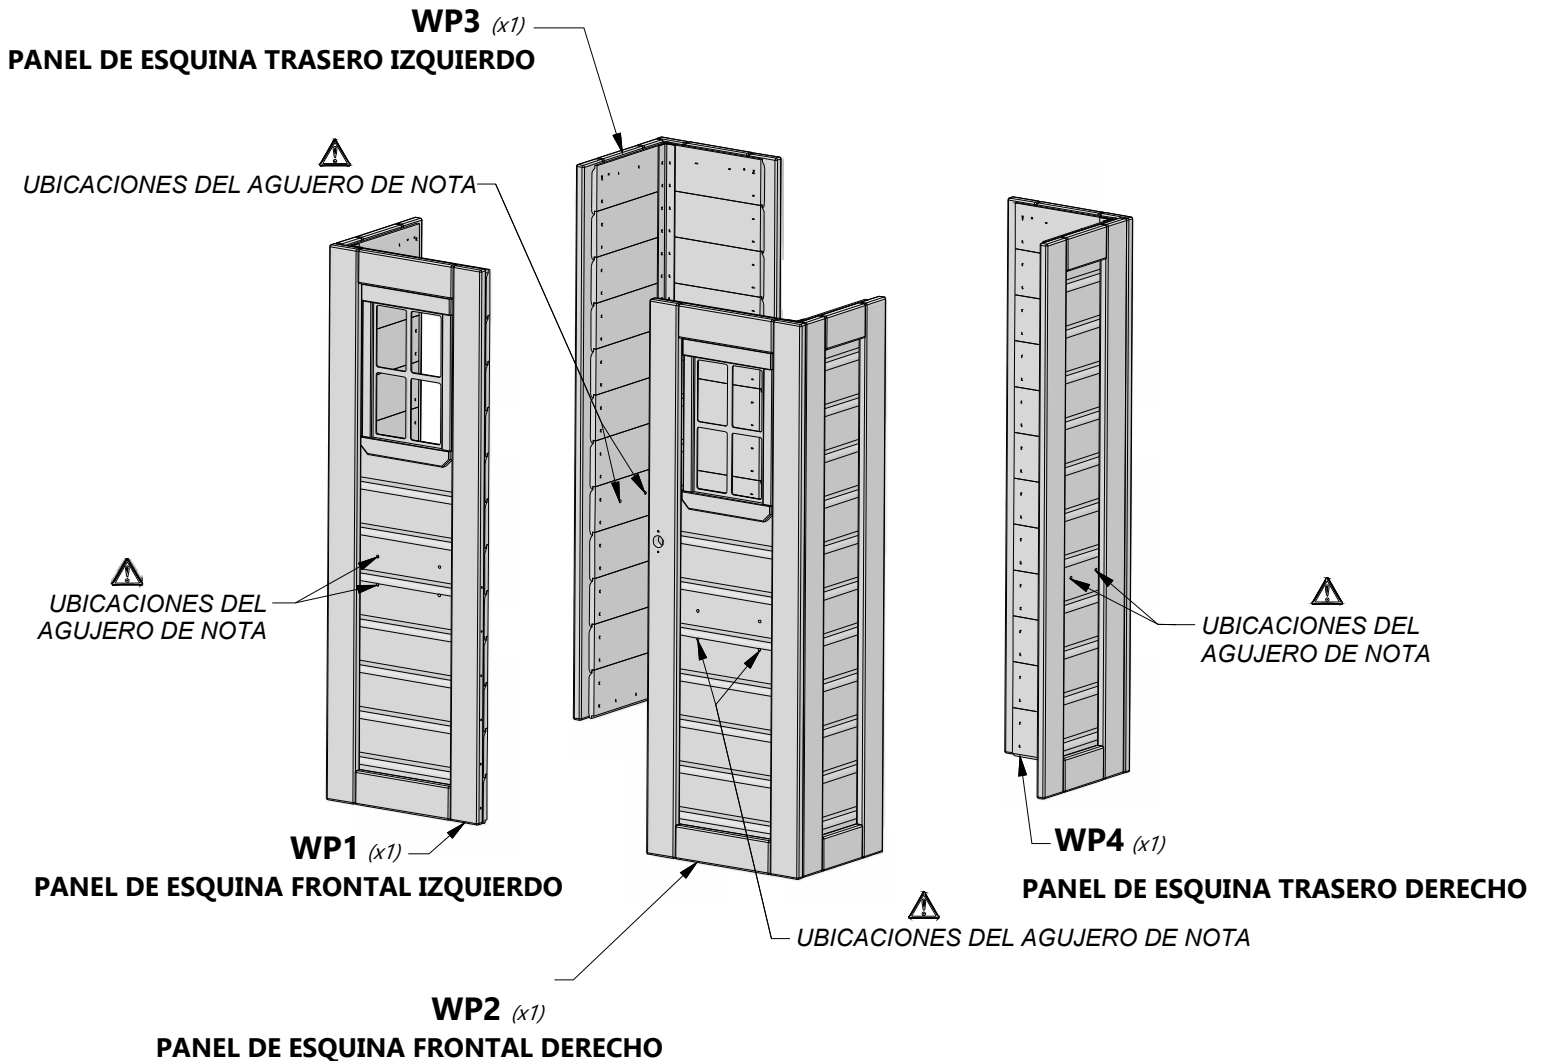 WP3 (x1)
PANEL DE ESQUINA TRASERO IZQUIERDO
UBICACIONES DEL AGUJERO DE NOTA
UBICACIONES DEL
AGUJERO DE NOTA
UBICACIONES DEL
AGUJERO DE NOTA
WP1 (x1)
PANEL DE ESQUINA FRONTAL IZQUIERDO
WP4 (x1)
PANEL DE ESQUINA TRASERO DERECHO
UBICACIONES DEL AGUJERO DE NOTA
WP2 (x1)
PANEL DE ESQUINA FRONTAL DERECHO